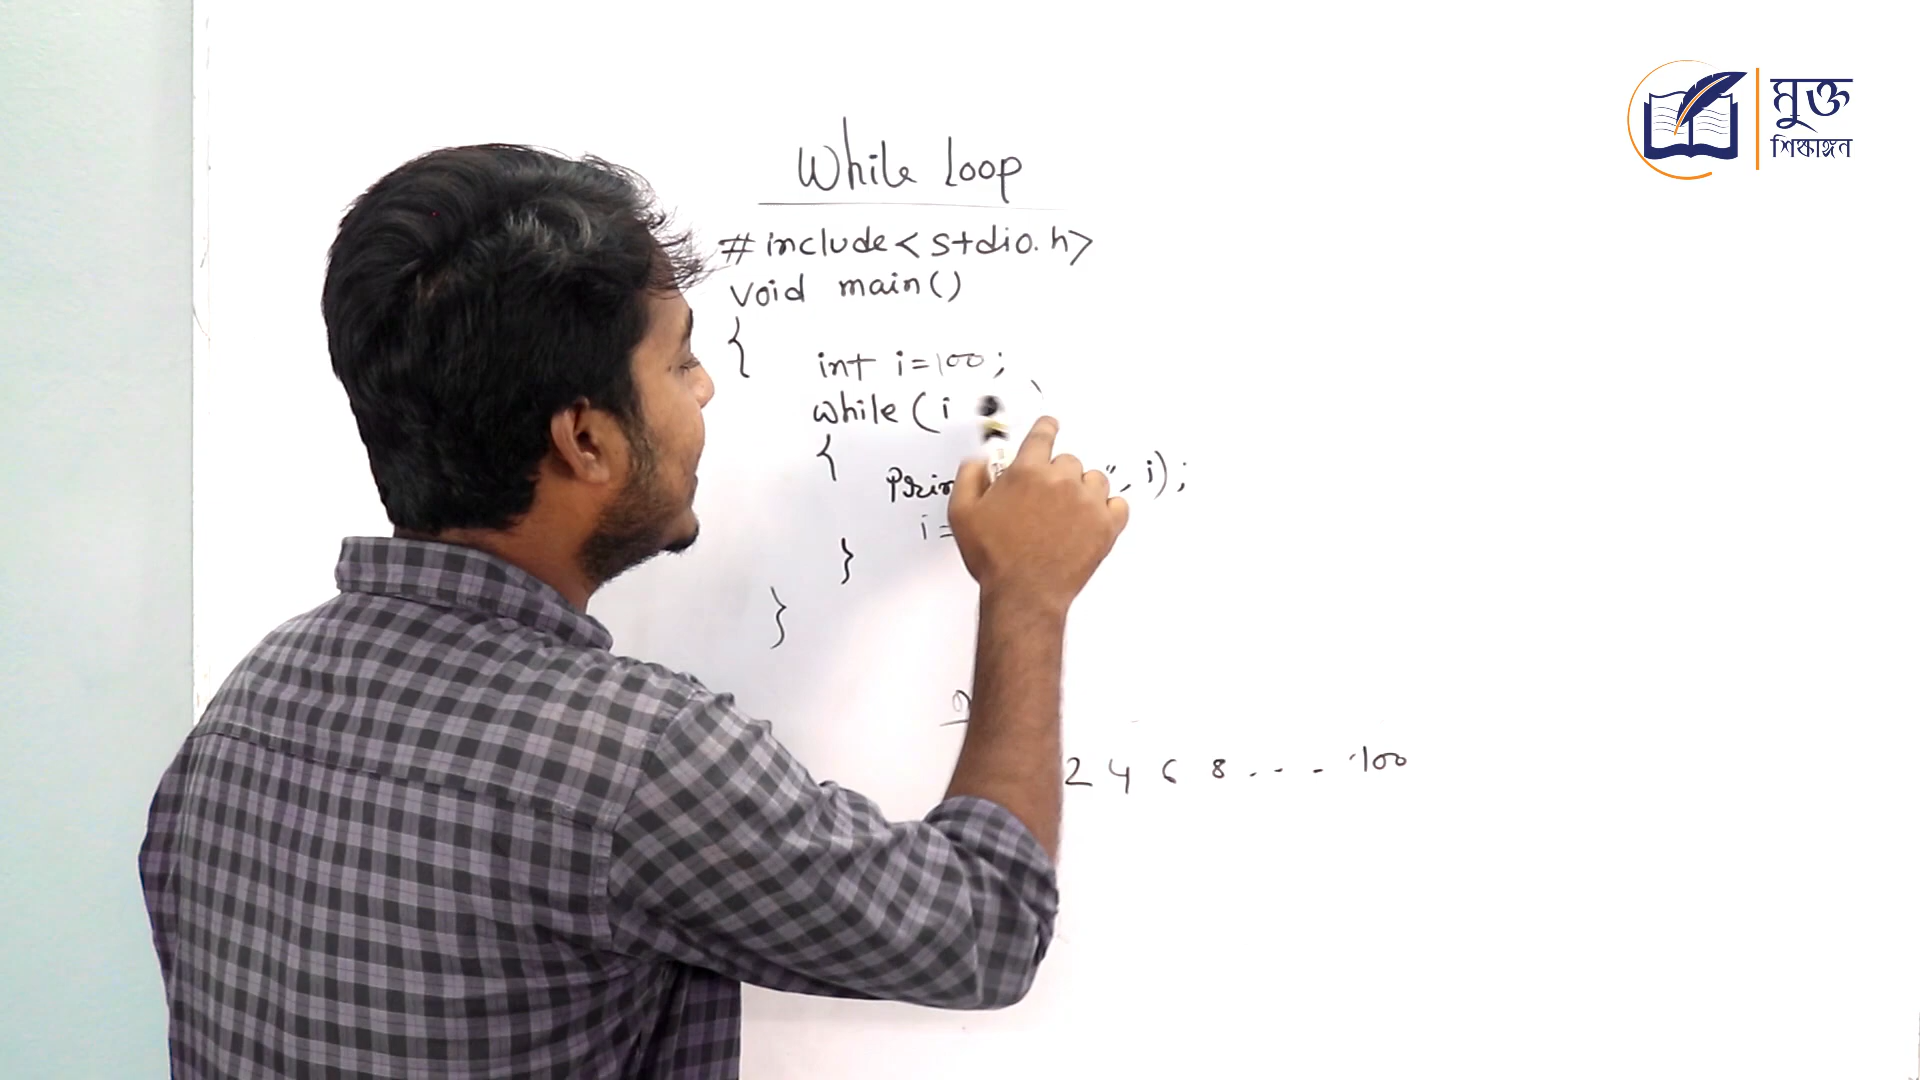 মুক্ত
শিক্ষাঙ্গন
While Loop
#include<stdio.h>
void main()
{
int i=100;
while (i )
{
", i);
i=
}
}
2 4 6 8 . . . 100